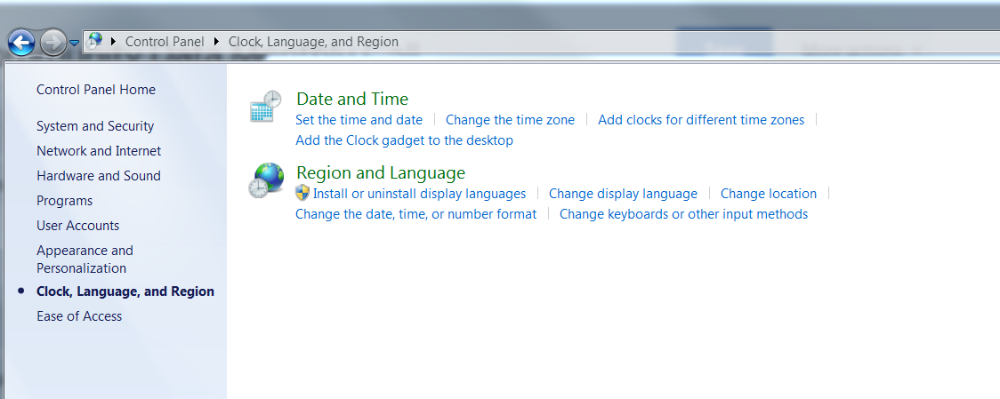 Control Panel Clock, Language, and Region
Control Panel Home
System and Security
Network and Internet
Hardware and Sound
Programs
User Accounts
Appearance and
Personalization
Clock, Language, and Region
Ease of Access
Date and Time
Set the time and date Change the time zone Add clocks for different time zones
Add the Clock gadget to the desktop
Region and Language
Install or uninstall display languages Change display language Change location
Change the date, time, or number format Change keyboards or other input methods